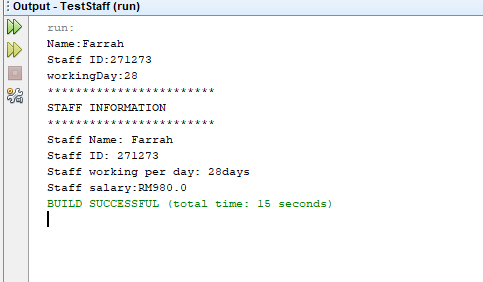 Output - TestStaff (run)
run:
Name:Farrah
Staff ID:271273
workingDay:28
************************
STAFF INFORMATION
************************
Staff Name: Farrah
Staff ID: 271273
Staff working per day: 28days
Staff salary:RM980.0
BUILD SUCCESSFUL (total time: 15 seconds)